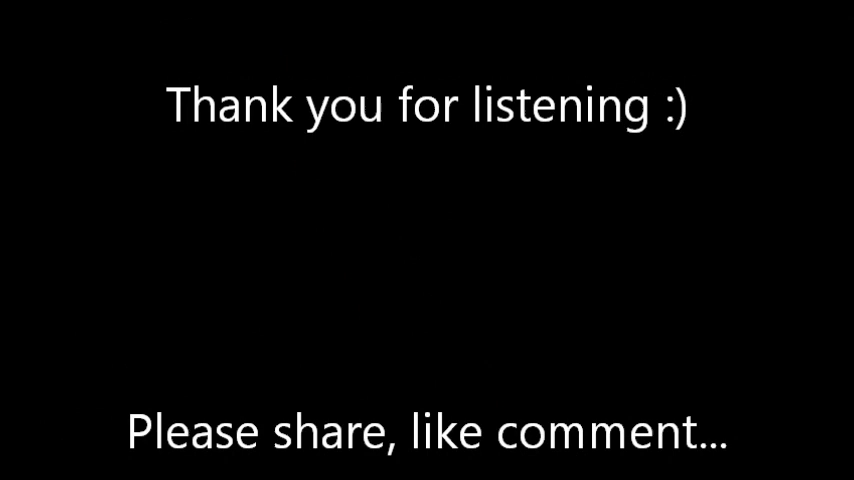 Thank you for listening :)
Please share, like comment...